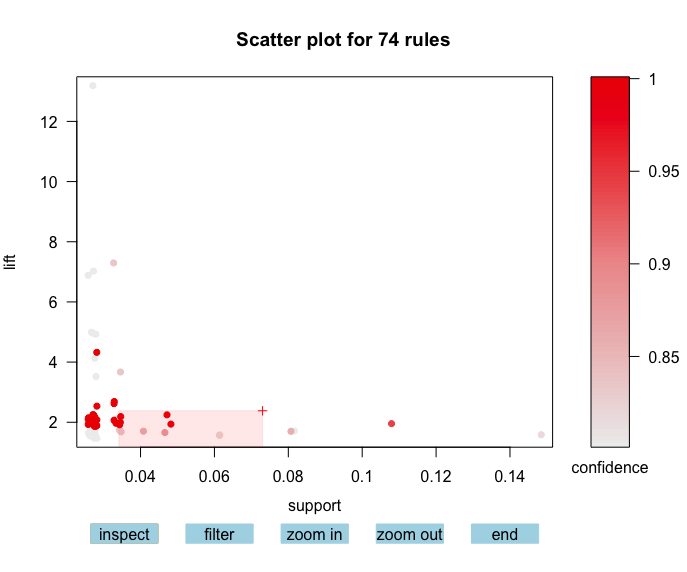 Scatter plot for 74 rules
12
10
8
6
4
2
lift
0.04 0.06 0.08 0.1 0.12 0.14
support
1
0.95
0.9
0.85
confidence
inspect filter zoom in zoom out end